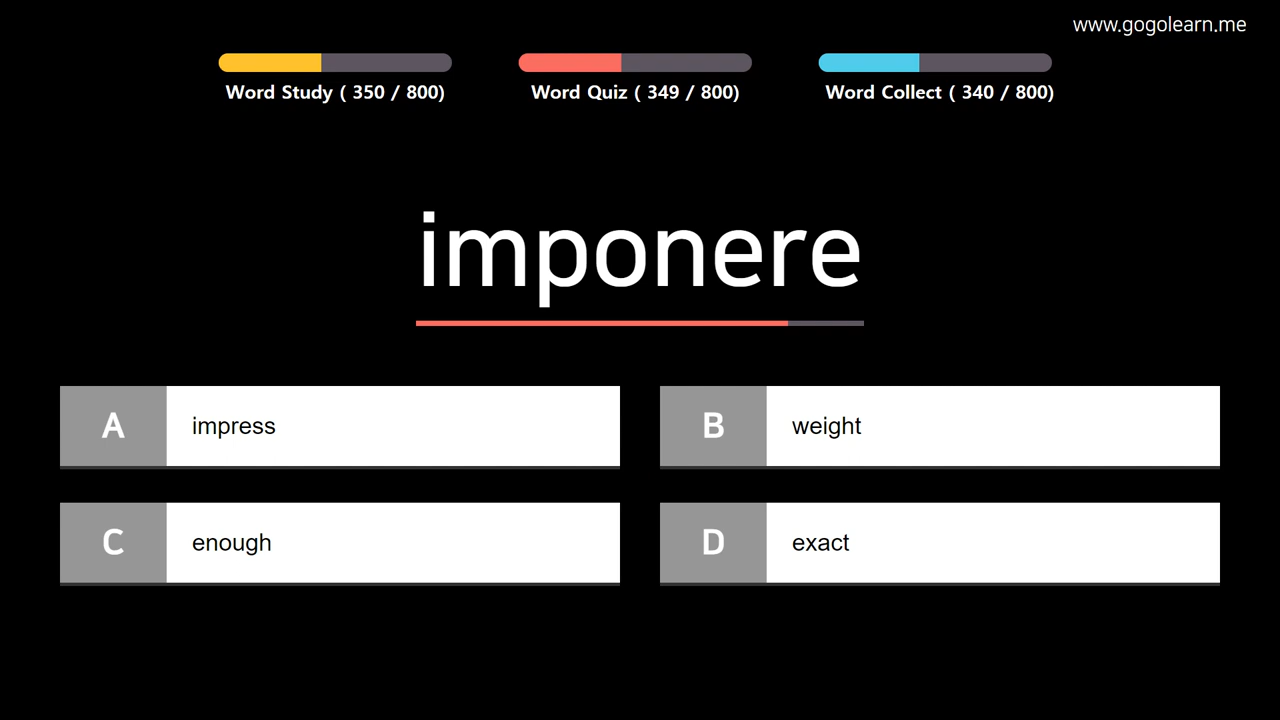 www.gogolearn.me
Word Study ( 350 / 800)
Word Quiz ( 349 / 800)
Word Collect ( 340 / 800)
imponere
A impress
B weight
C enough
D exact